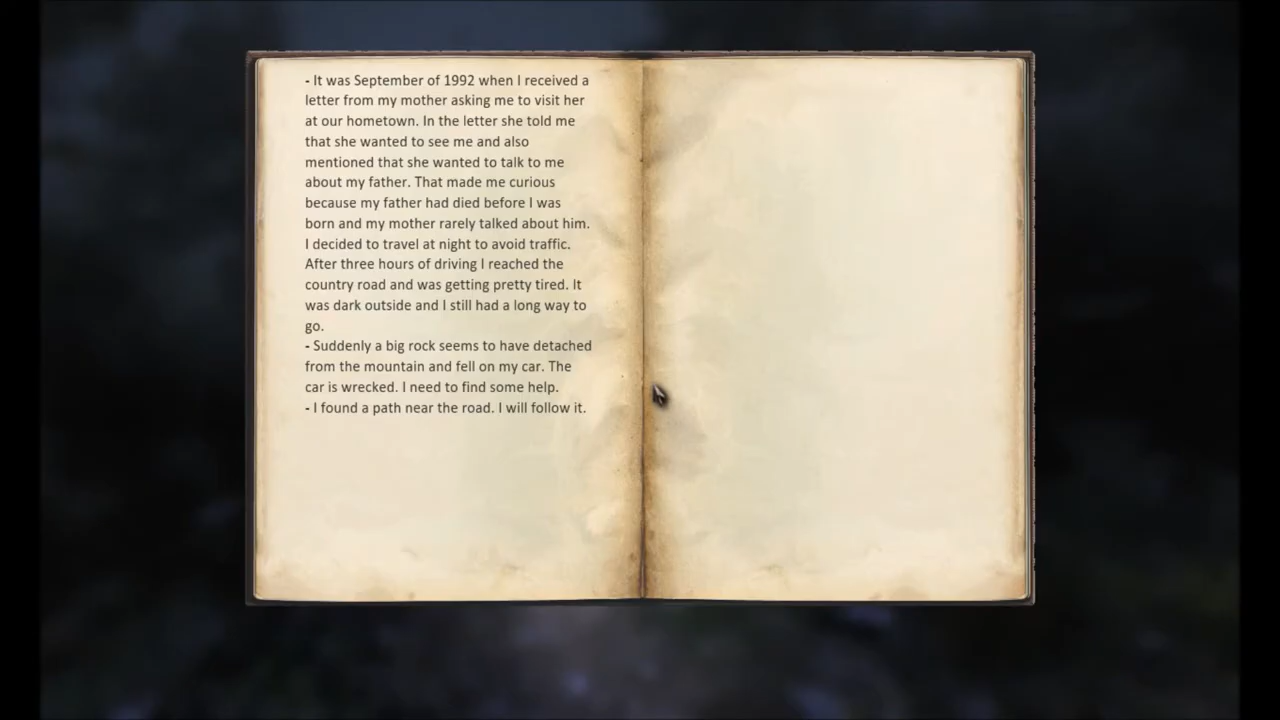 - It was September of 1992 when I received a
letter from my mother asking me to visit her
at our hometown. In the letter she told me
that she wanted to see me and also
mentioned that she wanted to talk to me
about my father. That made me curious
because my father had died before I was
born and my mother rarely talked about him.
I decided to travel at night to avoid traffic.
After three hours of driving I reached the
country road and was getting pretty tired. It
was dark outside and I still had a long way to
go.
- Suddenly a big rock seems to have detached
from the mountain and fell on my car. The
car is wrecked. I need to find some help.
- I found a path near the road. I will follow it.